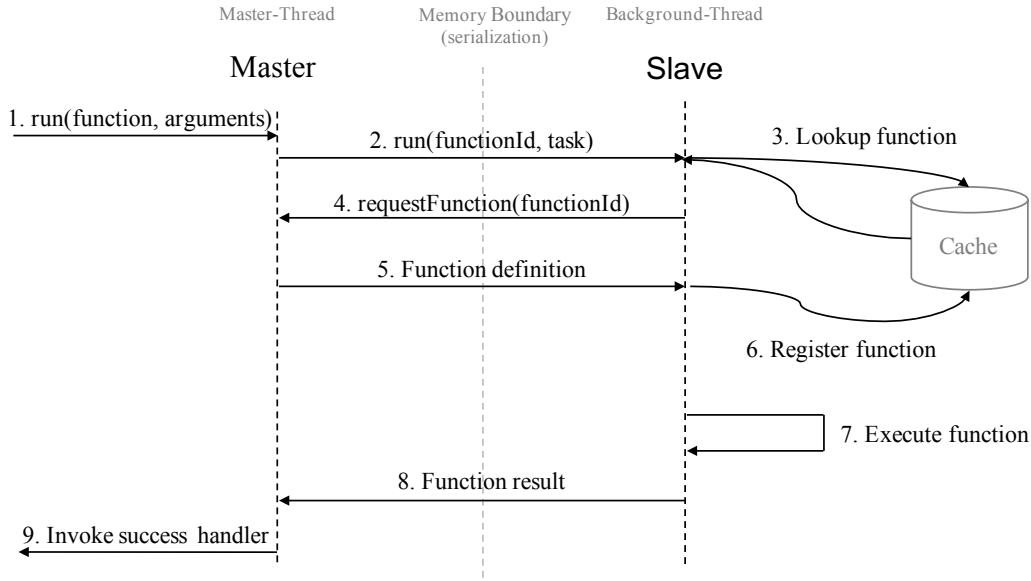 Master-Thread
Memory Boundary
(serialization)
Background-Thread
Master
Slave
1. run(function, arguments)
2. run(functionId, task)
3. Lookup function
4. requestFunction(functionId)
Cache
5. Function definition
6. Register function
7. Execute function
8. Function result
9. Invoke success handler